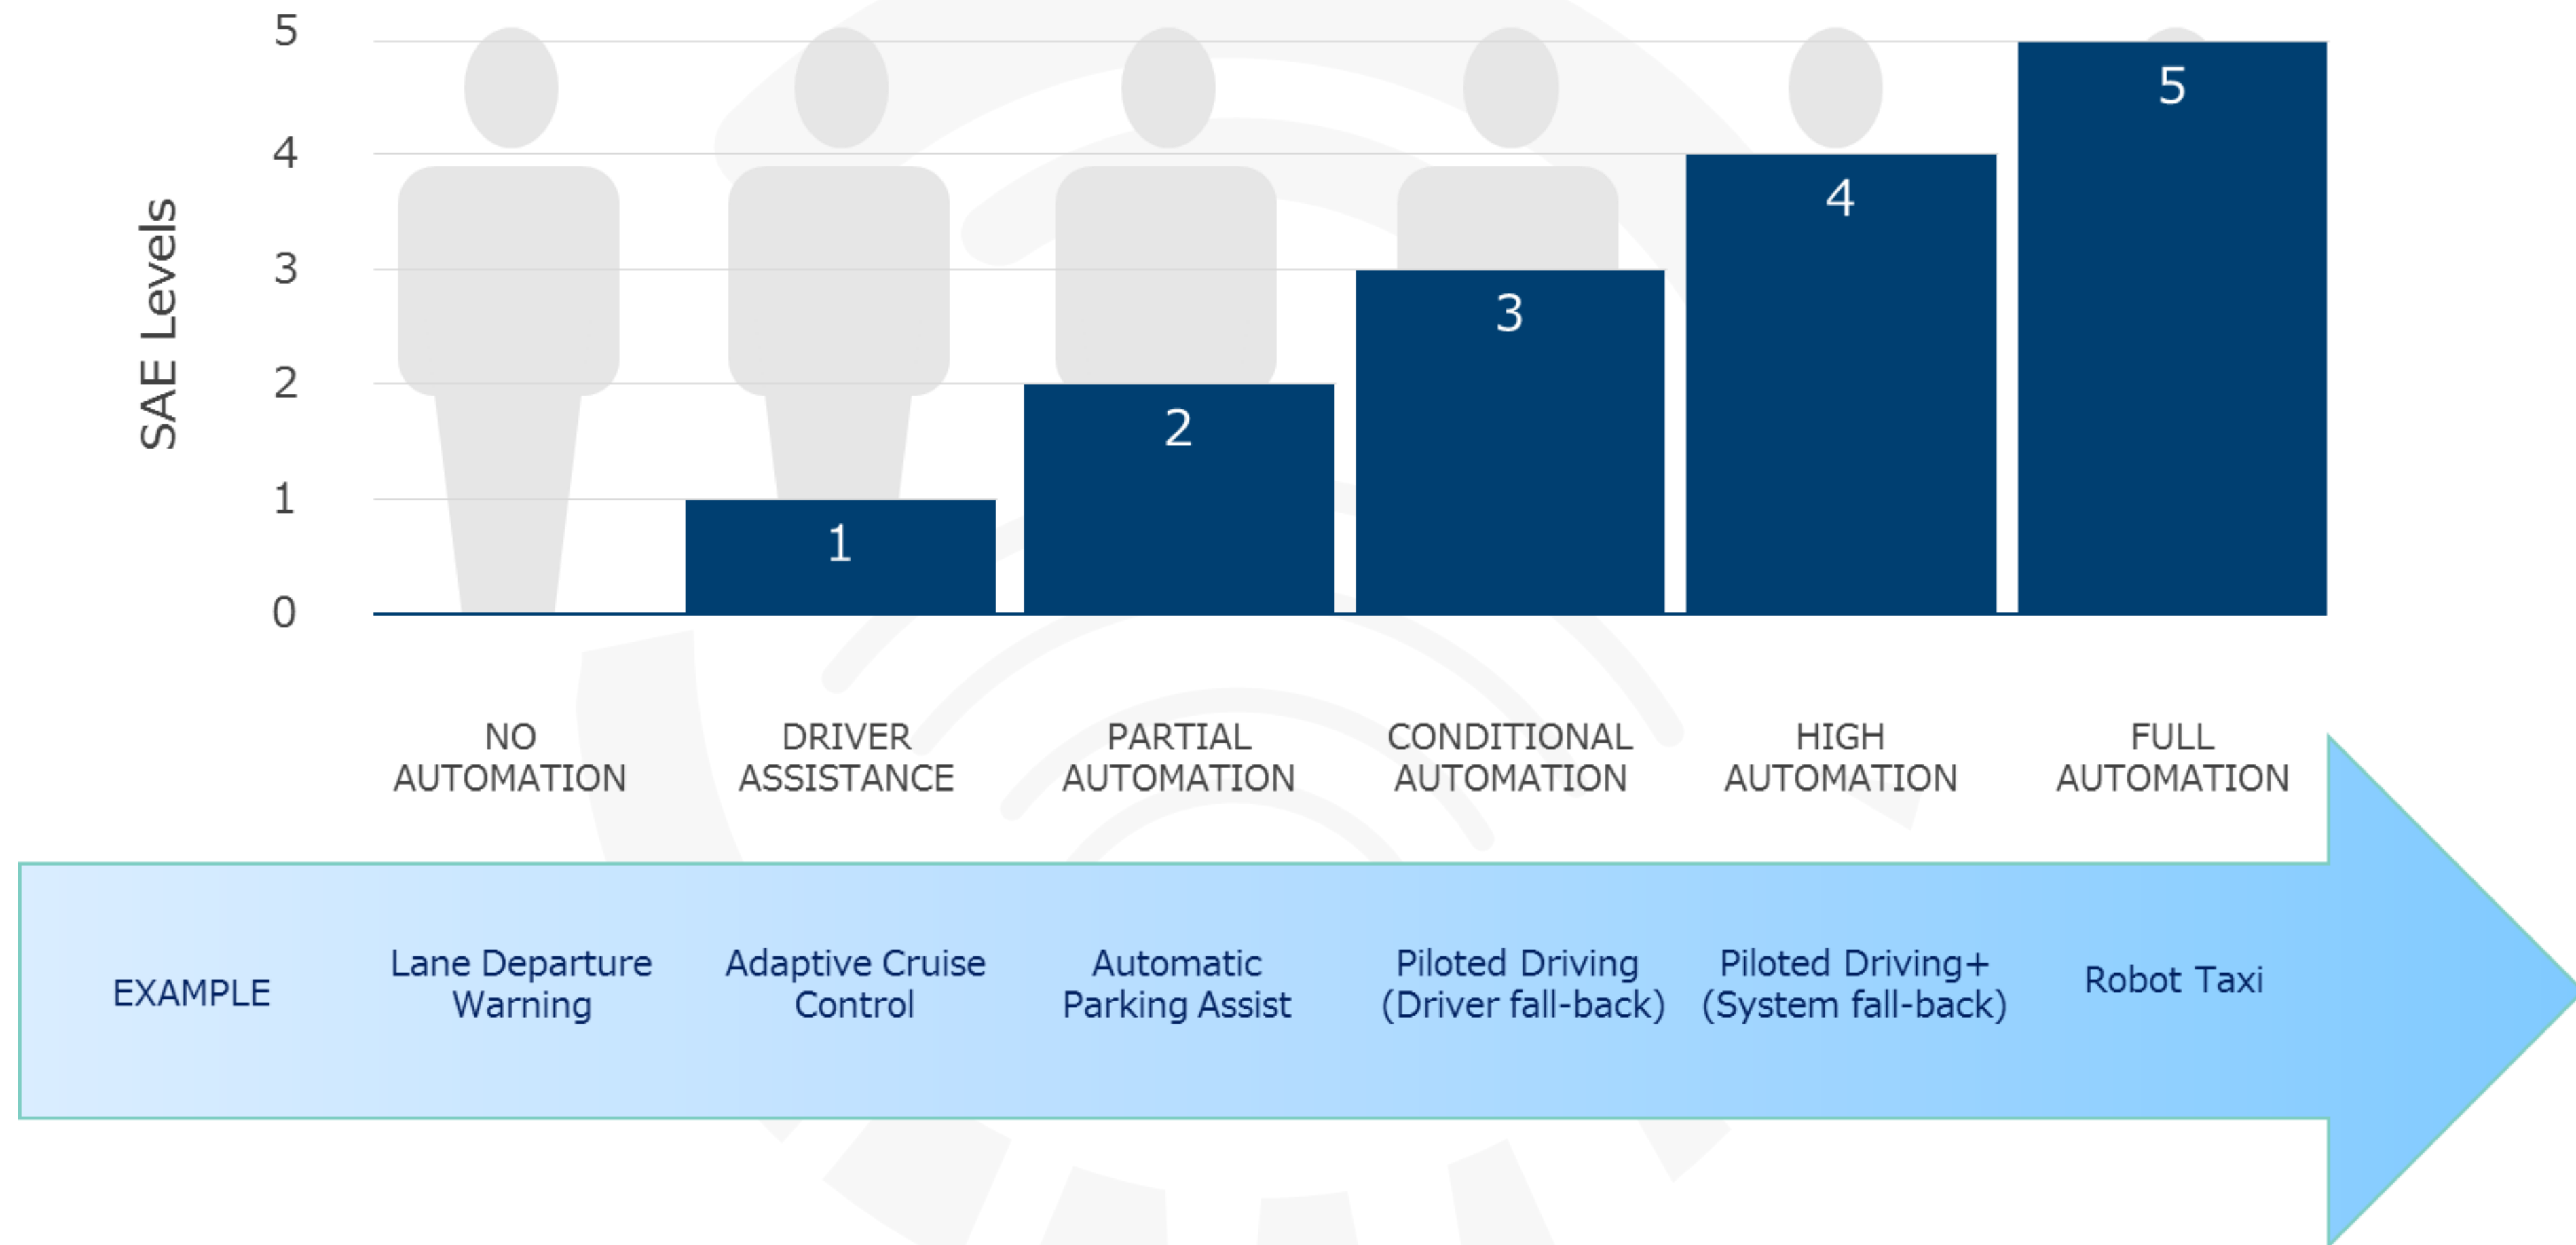 5
4
3
2
1
0
SAE Levels
1
2
3
4
5
NO
AUTOMATION
DRIVER
ASSISTANCE
PARTIAL
AUTOMATION
CONDITIONAL
AUTOMATION
HIGH
AUTOMATION
FULL
AUTOMATION
EXAMPLE
Lane Departure
Warning
Adaptive Cruise
Control
Automatic
Parking Assist
Piloted Driving
(Driver fall-back)
Piloted Driving+
(System fall-back)
Robot Taxi